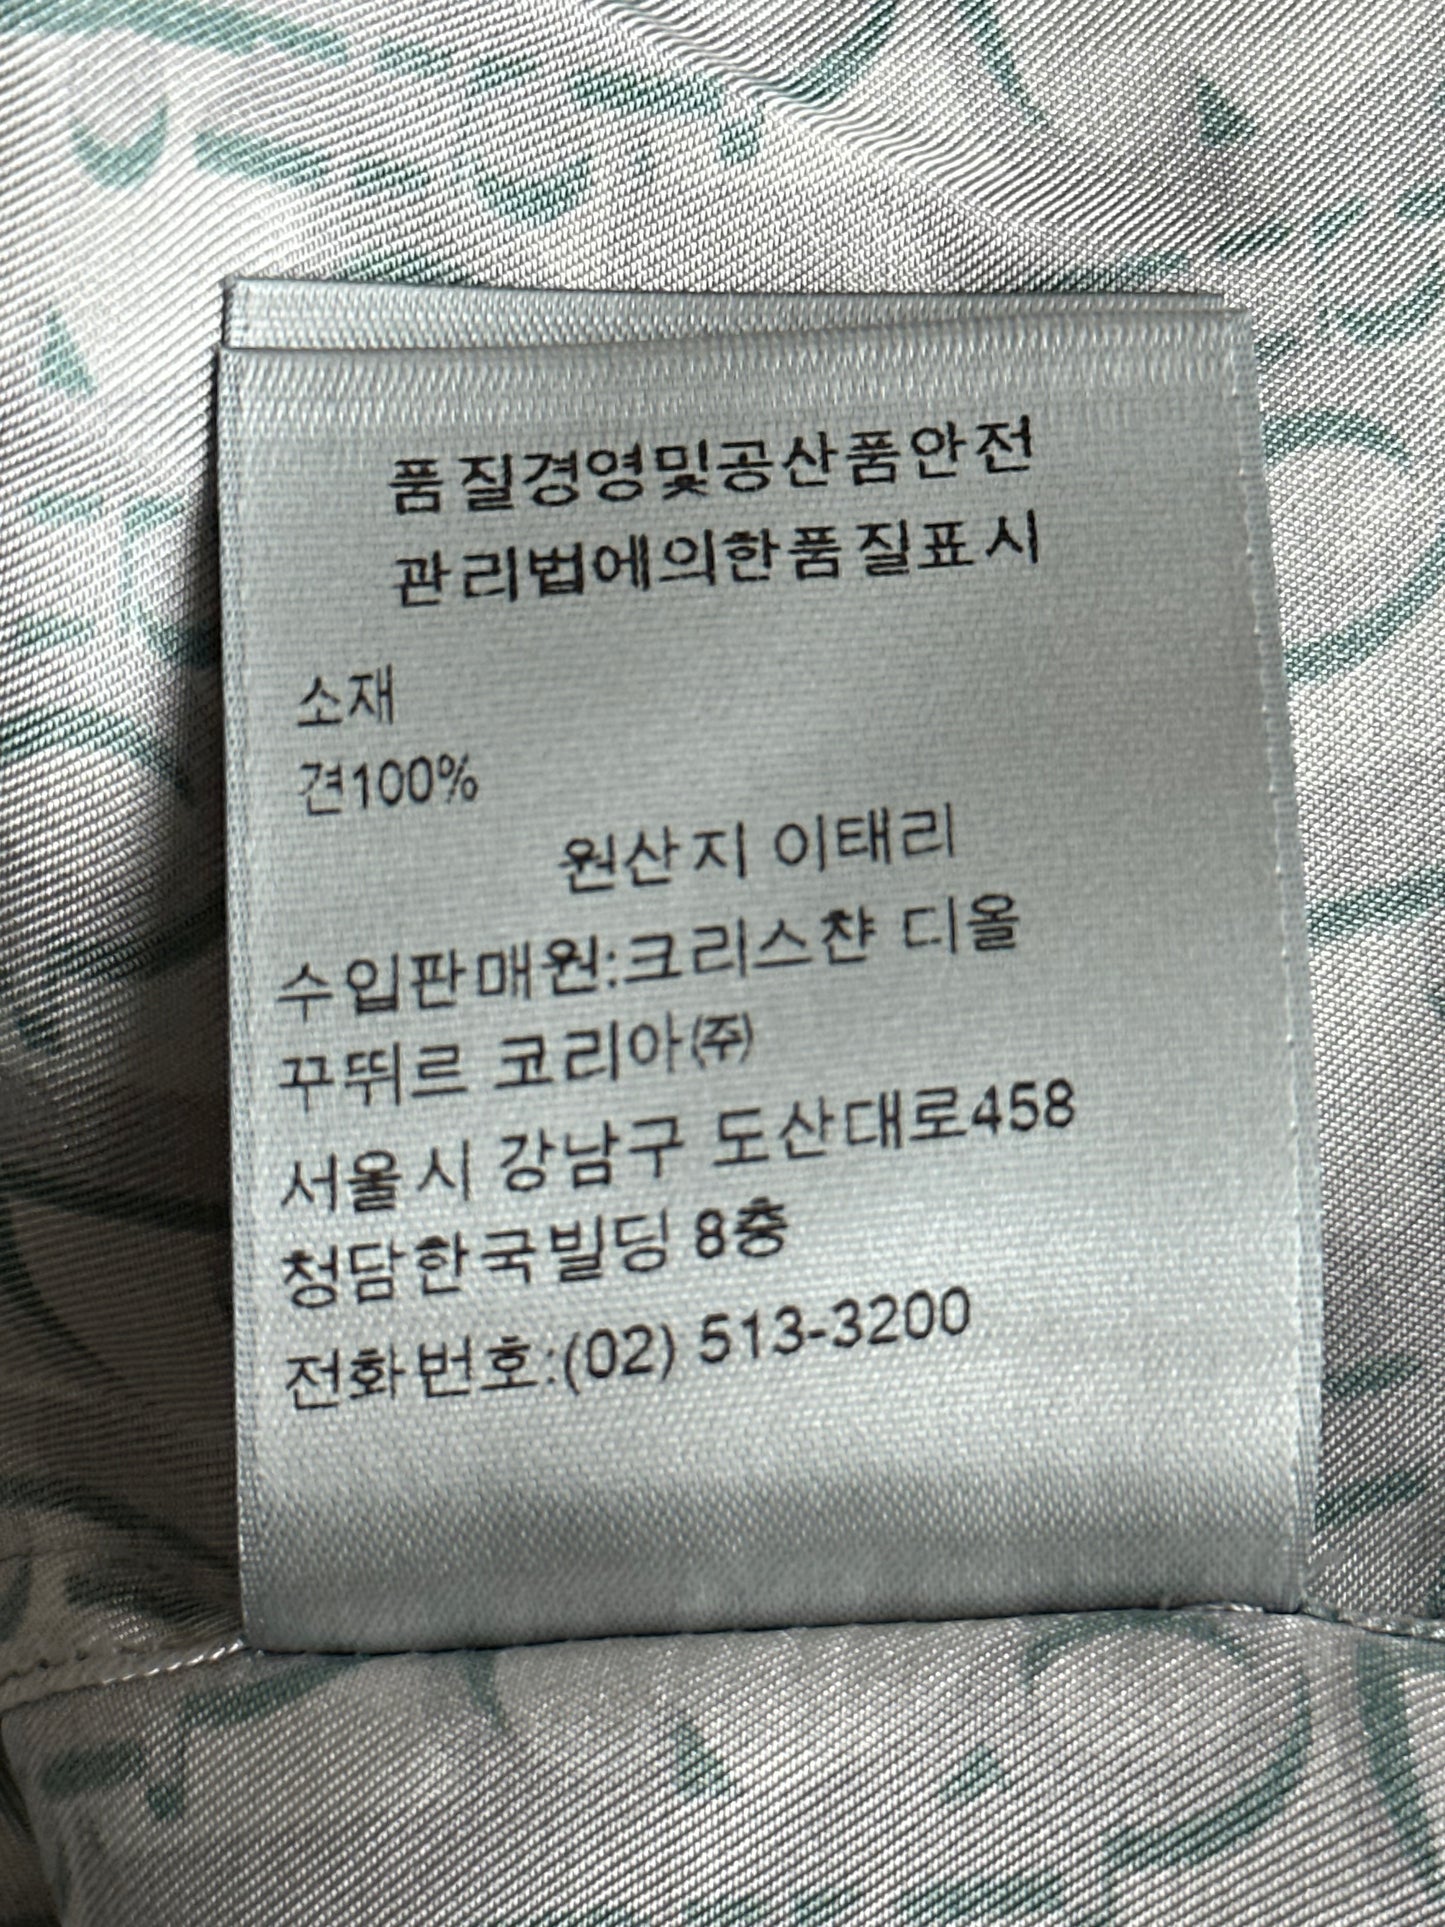 품질경영및공산품안전
관리법에의한품질표시
소재
견100%
원산지 이태리
수입판매원:크리스챤 디올
꾸뛰르 코리아㈜
서울시 강남구 도산대로458
청담한국빌딩 8층
전화번호:(02) 513-3200